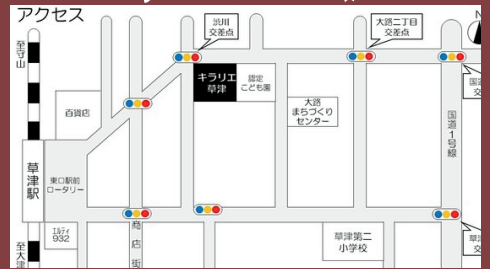 アクセス
渋川
交差点
大路二丁目
交差点
N
至守山
キラリエ
草津
認定
こども園
百貨店
大路
まちづくり
センター
国道1号線
草津駅
東口駅前
ロータリー
エルティ
932
商店街
草津第二
小学校
至大津